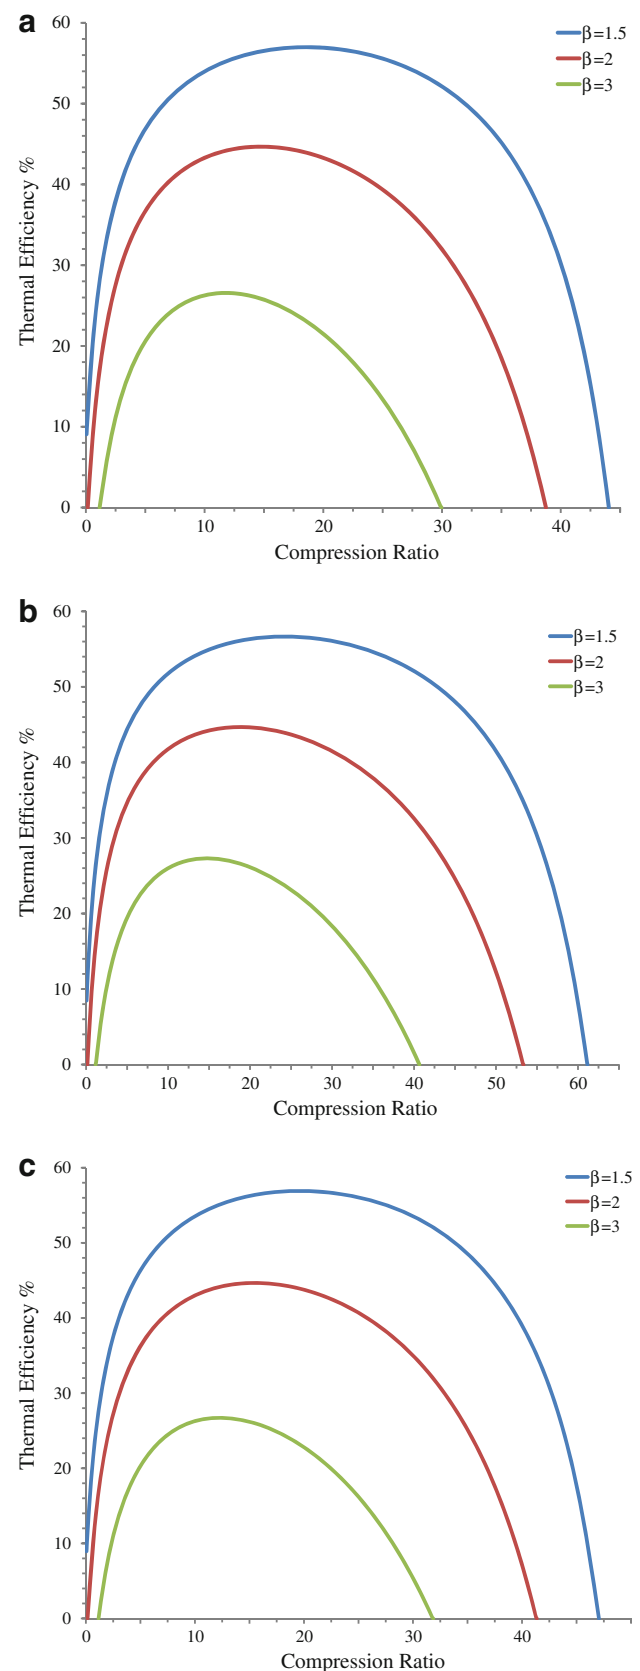 a
60
50
40
30
20
10
0
Thermal Efficiency %
β=1.5
β=2
β=3
0 10 20 30 40
Compression Ratio
b
60
50
40
30
20
10
0
Thermal Efficiency %
β=1.5
β=2
β=3
0 10 20 30 40 50 60
Compression Ratio
c
60
50
40
30
20
10
0
Thermal Efficiency %
β=1.5
β=2
β=3
0 10 20 30 40
Compression Ratio